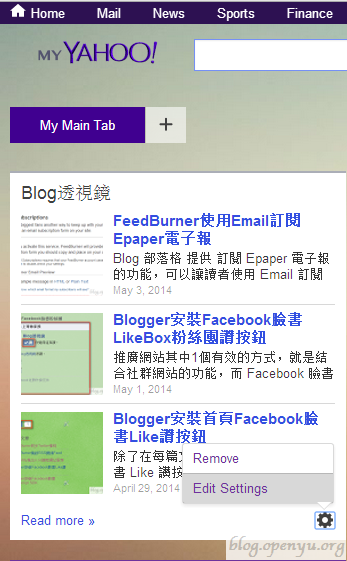 Home Mail News Sports Finance
MY YAHOO!
My Main Tab +
Blog透視鏡
FeedBurner使用Email訂閱
Epaper電子報
Blog 部落格 提供 訂閱 Epaper 電子報
的功能，可以讓讀者使用 Email 訂閱
May 3, 2014
Blogger安裝Facebook臉書
LikeBox粉絲團讚按鈕
推廣網站其中1個有效的方式，就是結
合社群網站的功能，而 Facebook 臉書
May 1, 2014
Blogger安裝首頁Facebook臉
書Like讚按鈕
除了在每篇
書 Like 讚按
April 29, 2014
Remove
Edit Settings
Read more »
blog.openyu.org